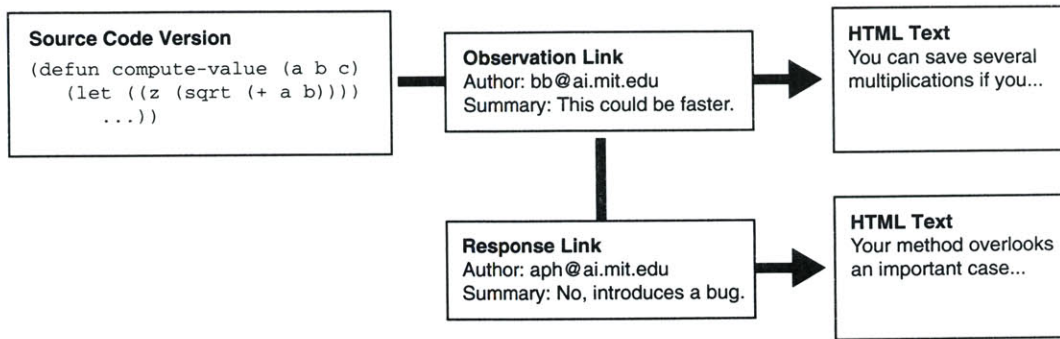 Source Code Version
(defun compute-value (a b c)
(let ((z (sqrt (+ a b))))
...))
Observation Link
Author: bb@ai.mit.edu
Summary: This could be faster.
HTML Text
You can save several
multiplications if you...
Response Link
Author: aph@ai.mit.edu
Summary: No, introduces a bug.
HTML Text
Your method overlooks
an important case...